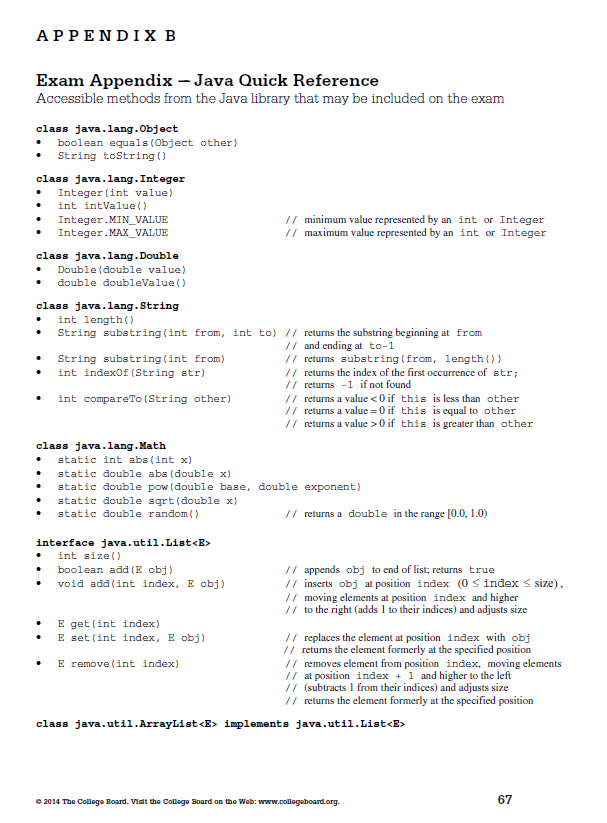 APPENDIX B
Exam Appendix — Java Quick Reference
Accessible methods from the Java library that may be included on the exam
class java.lang.Object
• boolean equals(Object other)
• String toString()
class java.lang.Integer
• Integer(int value)
• int intValue()
• Integer.MIN_VALUE // minimum value represented by an int or Integer
• Integer.MAX_VALUE // maximum value represented by an int or Integer
class java.lang.Double
• Double(double value)
• double doubleValue()
class java.lang.String
• int length()
• String substring(int from, int to) // returns the substring beginning at from
// and ending at to-1
• String substring(int from) // returns substring(from, length())
• int indexOf(String str) // returns the index of the first occurrence of str;
// returns -1 if not found
• int compareTo(String other) // returns a value < 0 if this is less than other
// returns a value = 0 if this is equal to other
// returns a value > 0 if this is greater than other
class java.lang.Math
• static int abs(int x)
• static double abs(double x)
• static double pow(double base, double exponent)
• static double sqrt(double x)
• static double random() // returns a double in the range [0.0, 1.0)
interface java.util.List<E>
• int size()
• boolean add(E obj) // appends obj to end of list; returns true
• void add(int index, E obj) // inserts obj at position index (0 ≤ index ≤ size),
// moving elements at position index and higher
// to the right (adds 1 to their indices) and adjusts size
• E get(int index)
• E set(int index, E obj) // replaces the element at position index with obj
// returns the element formerly at the specified position
• E remove(int index) // removes element from position index, moving elements
// at position index + 1 and higher to the left
// (subtracts 1 from their indices) and adjusts size
// returns the element formerly at the specified position
class java.util.ArrayList<E> implements java.util.List<E>
© 2014 The College Board. Visit the College Board on the Web: www.collegeboard.org.
67